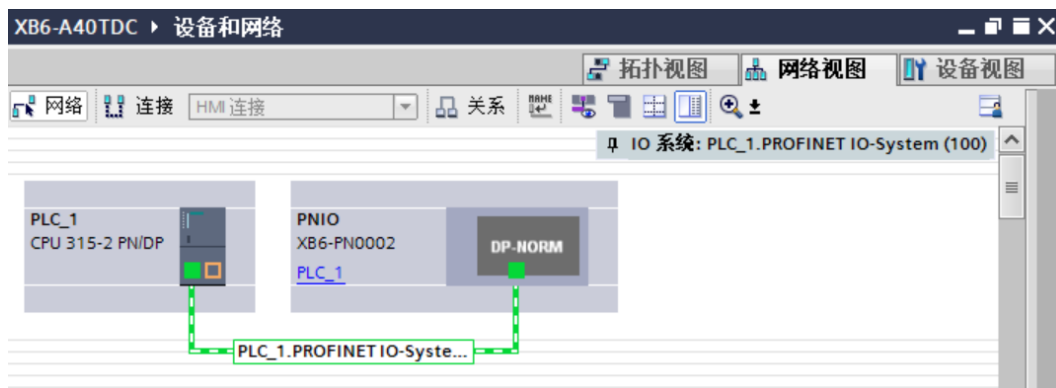 XB6-A40TDC ▸ 设备和网络
拓扑视图 网络视图 设备视图
网络 连接 HMI 连接 关系
IO 系统: PLC_1.PROFINET IO-System (100)
PLC_1
CPU 315-2 PN/DP
PNIO
XB6-PN0002
PLC_1
DP-NORM
PLC_1.PROFINET IO-Syste...